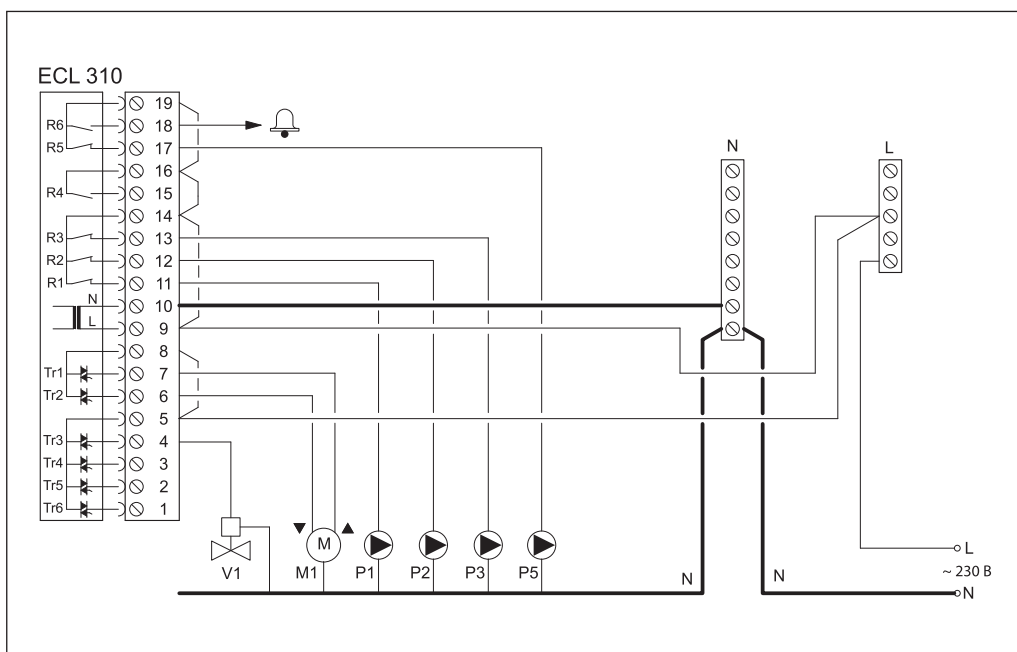 ECL 310
19
R6 18
R5 17
16
R4 15
14
R3 13
R2 12
R1 11
N 10
L 9
8
Tr1 7
Tr2 6
5
Tr3 4
Tr4 3
Tr5 2
Tr6 1
N
L
M
V1 M1 P1 P2 P3 P5
N N
L
~ 230 В
N